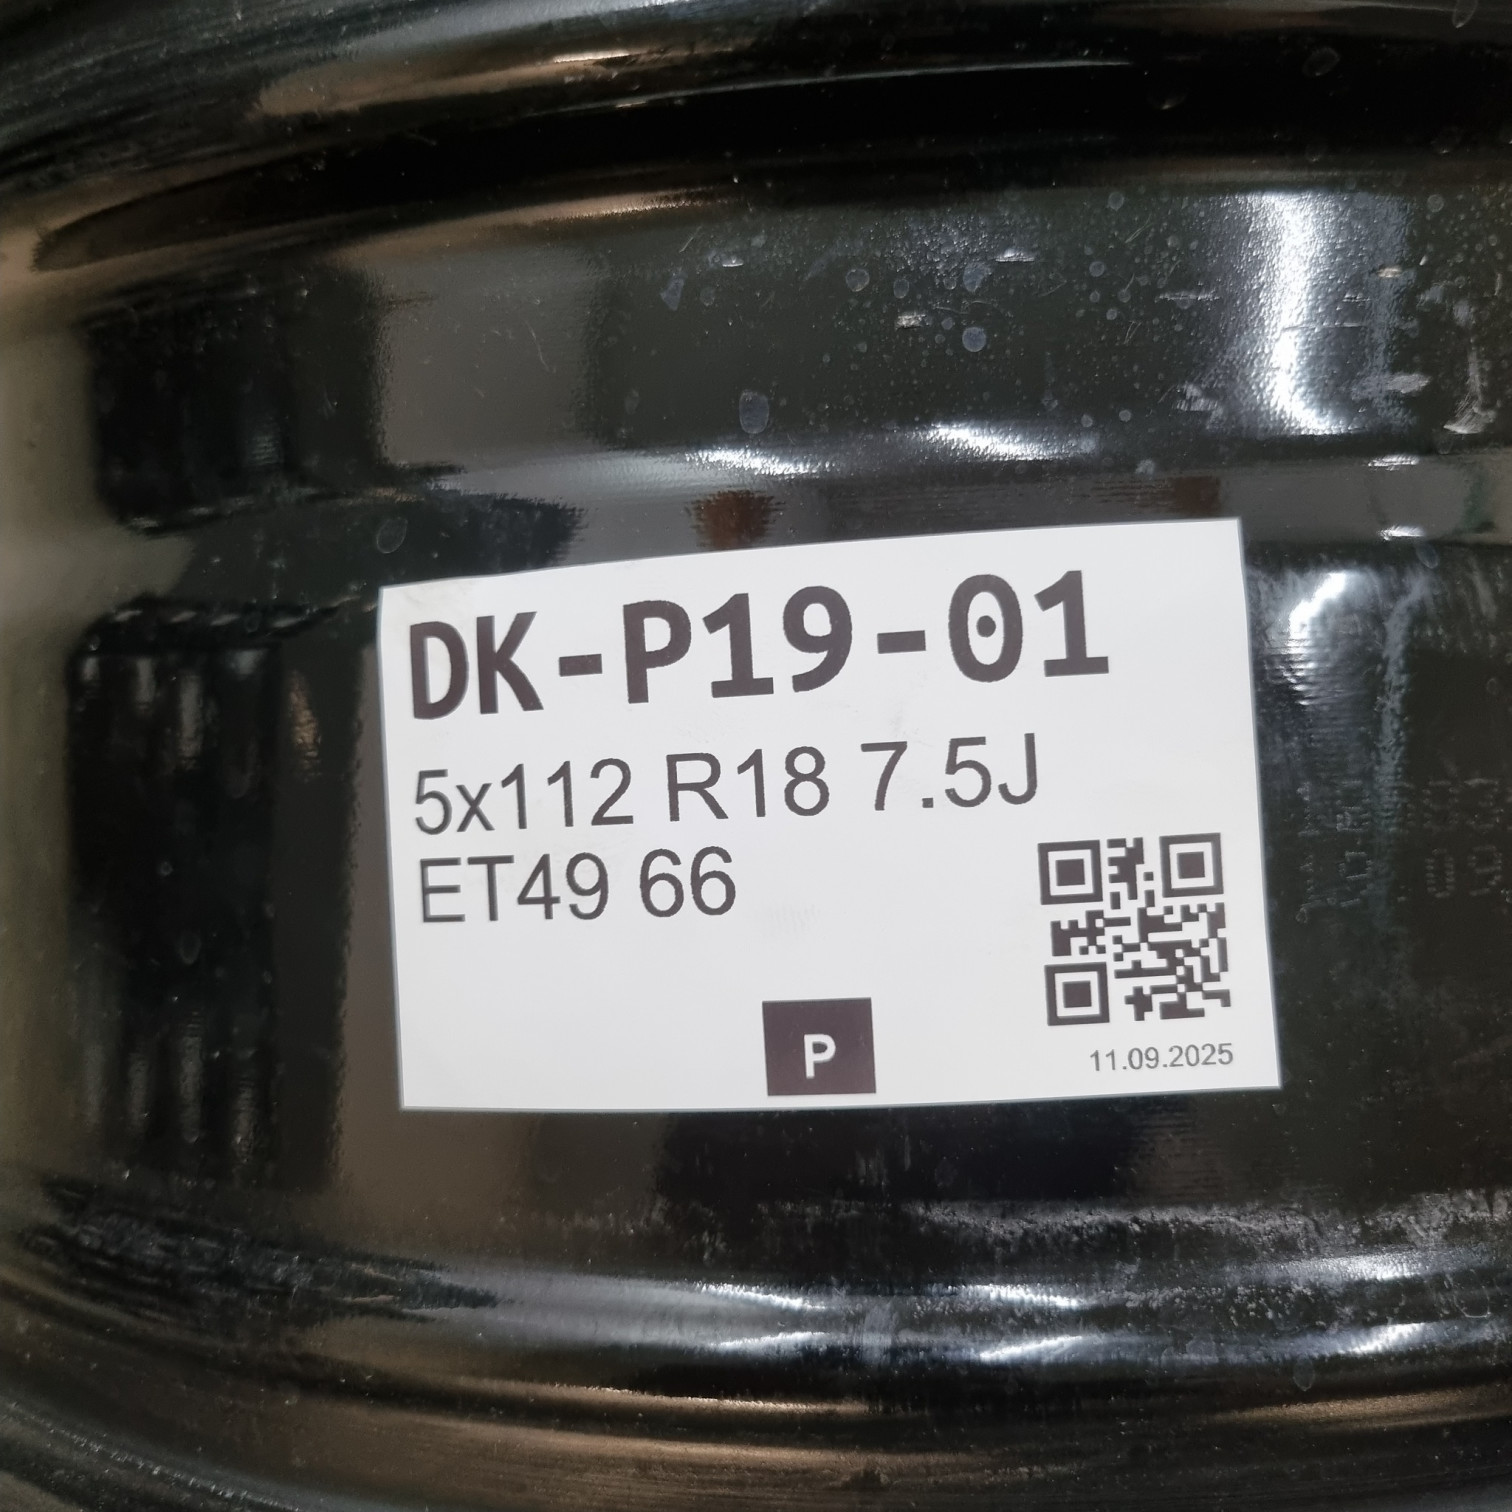 DK-P19-01
5x112 R18 7.5J
ET49 66
P
11.09.2025